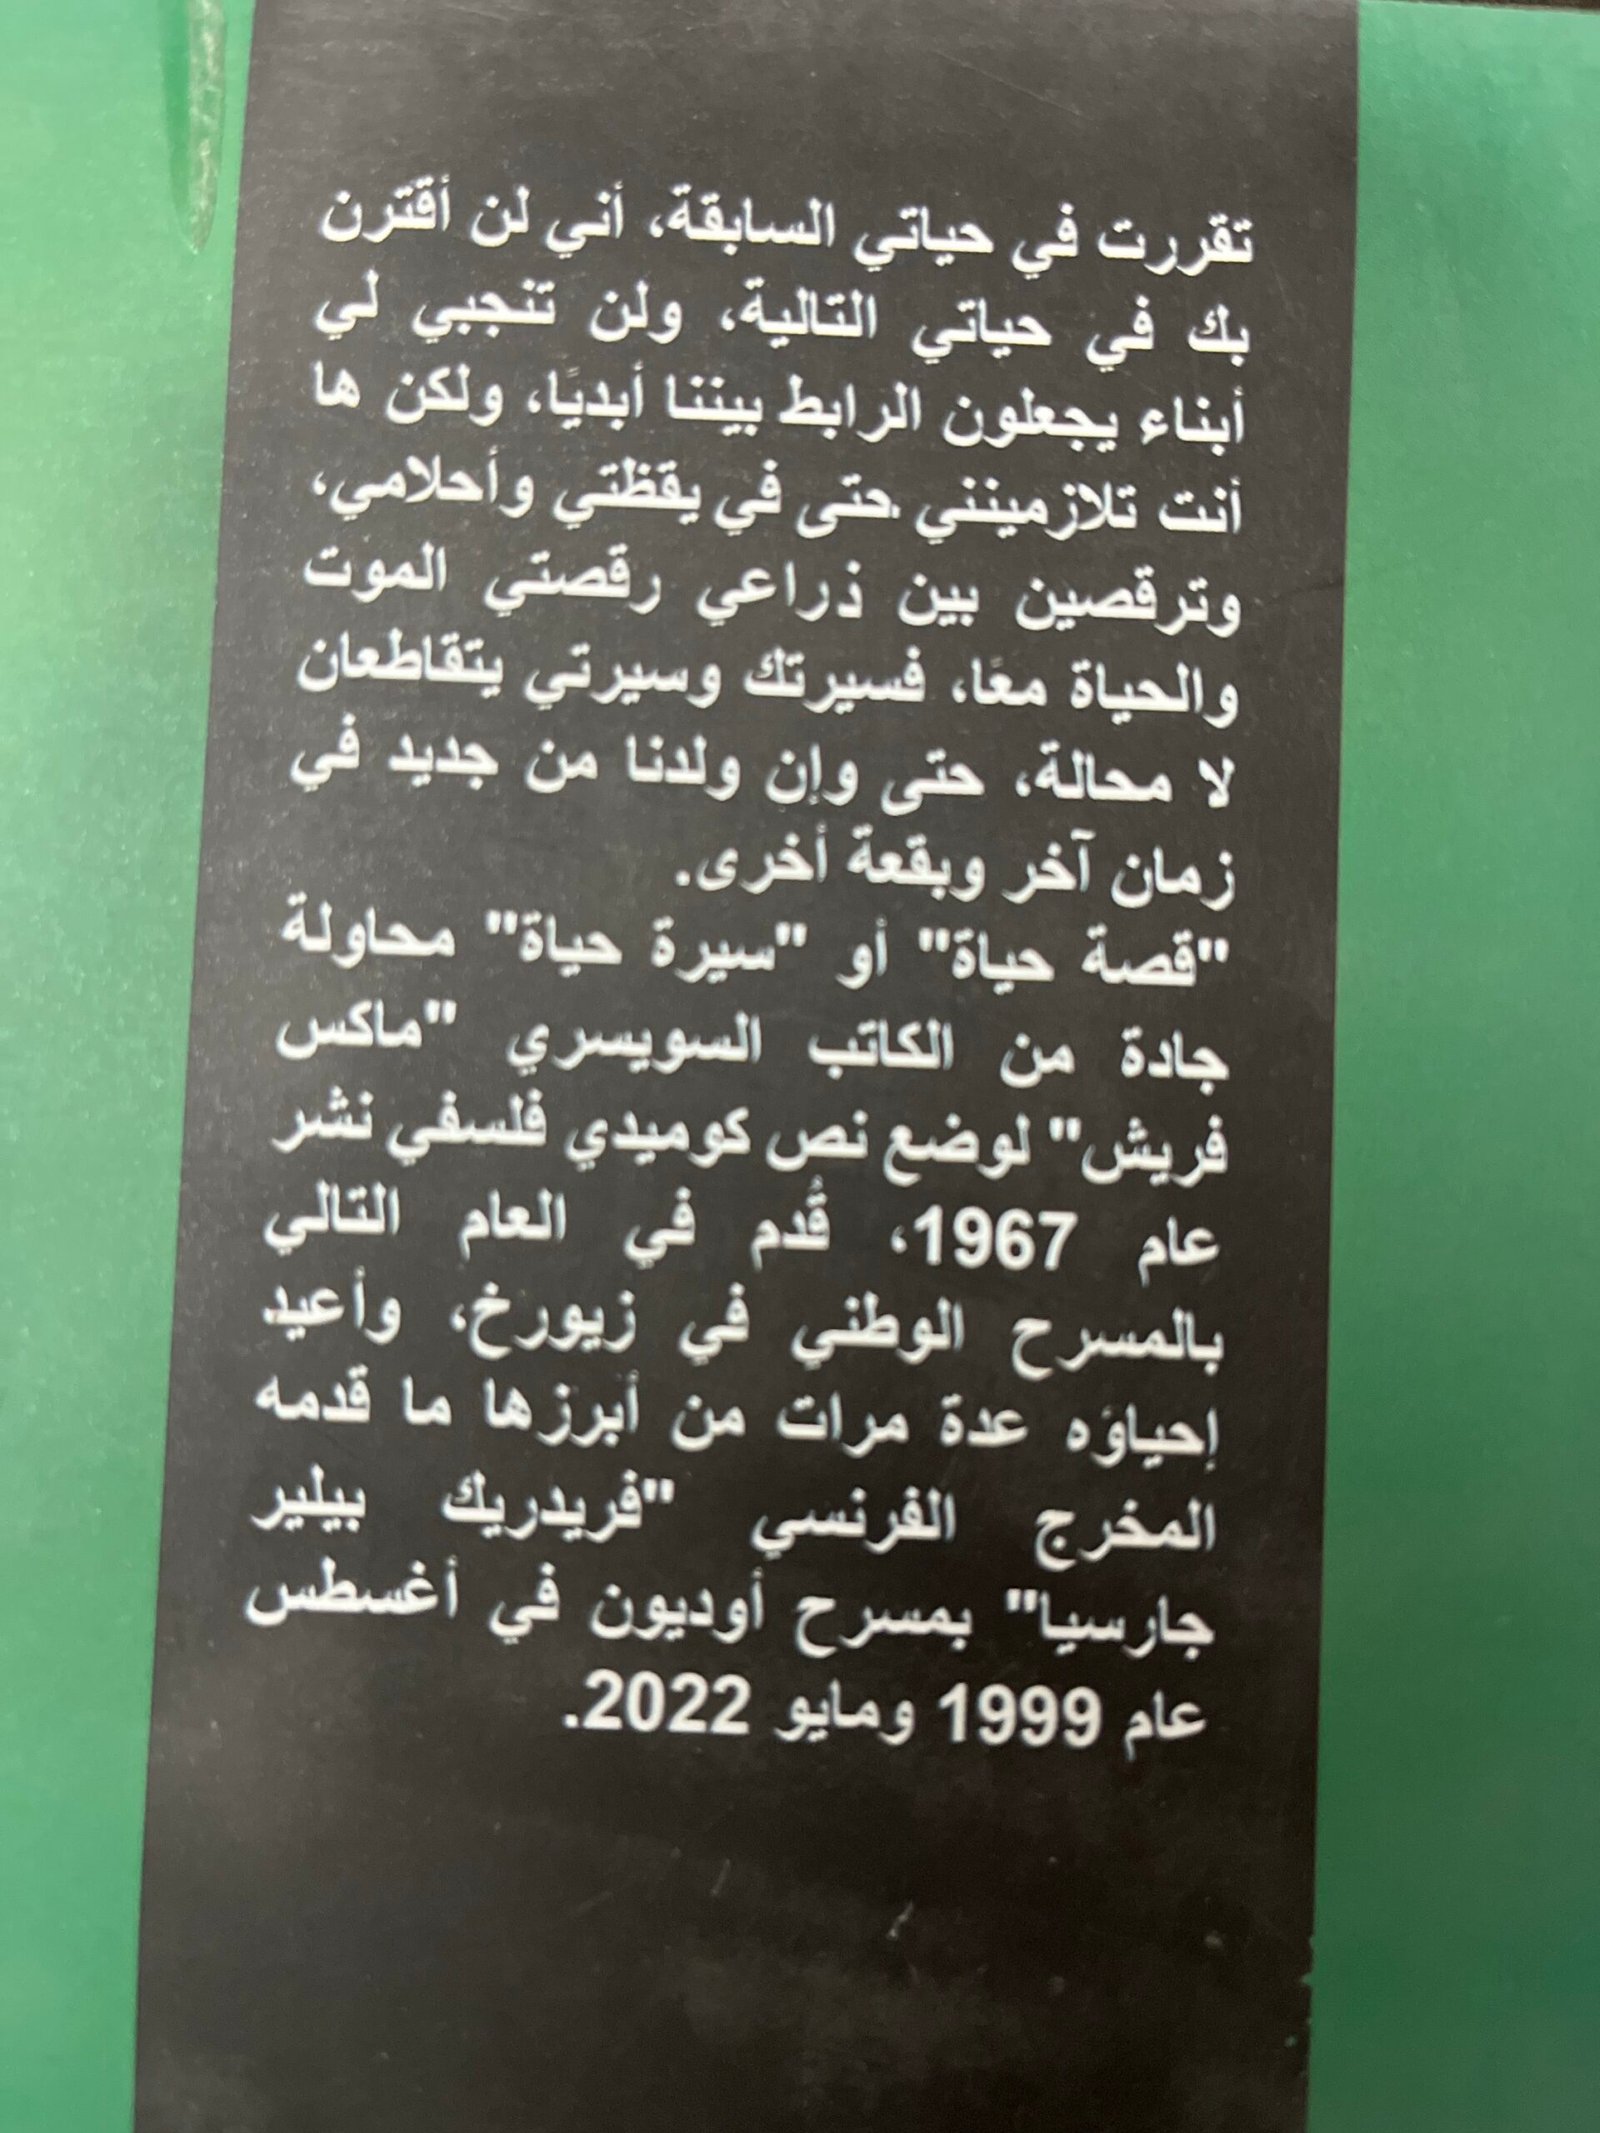 تقررت في حياتي السابقة، أني لن أقترن
بك في حياتي التالية، ولن تنجبي لي
أبناء يجعلون الرابط بيننا أبديًا، ولكن ها
أنت تلازمينني حتى في يقظتي وأحلامي،
وترقصين بين ذراعي رقصتي الموت
والحياة معًا، فسيرتك وسيرتي يتقاطعان
لا محالة، حتى وإن ولدنا من جديد في
زمان آخر وبقعة أخرى.
"قصة حياة" أو "سيرة حياة" محاولة
جادة من الكاتب السويسري "ماكس
فريش" لوضع نص كوميدي فلسفي نشر
عام 1967، قُدم في العام التالي
بالمسرح الوطني في زيورخ، وأعيد
إحياؤه عدة مرات من أبرزها ما قدمه
المخرج الفرنسي "فريدريك بيلير
جارسيا" بمسرح أوديون في أغسطس
عام 1999 ومايو 2022.